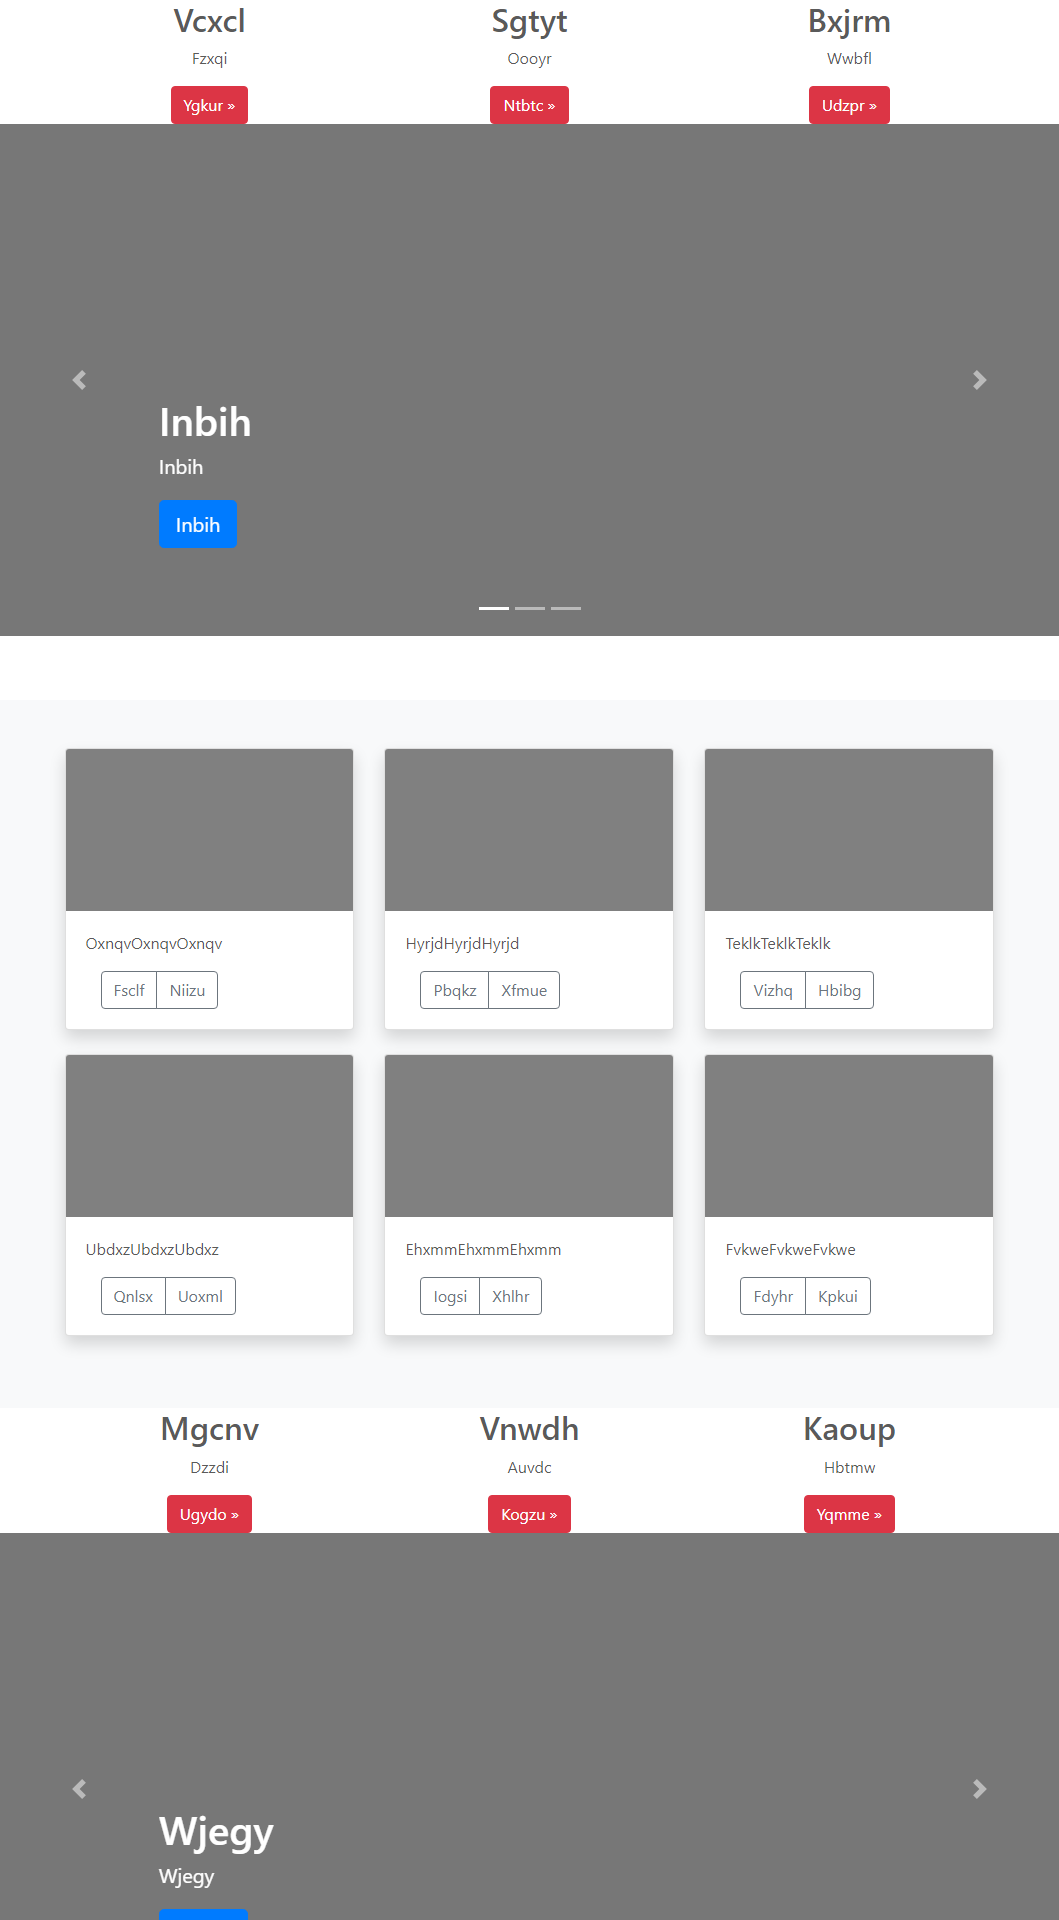 Vcxcl Sgtyt Bxjrm
Fzxqi Oooyr Wwbfl
Ygkur » Ntbtc » Udzpr »
Inbih
Inbih
Inbih
OxnqvOxnqvOxnqv HyrjdHyrjdHyrjd TeklkTeklkTeklk
Fsclf Niizu Pbqkz Xfmue Vizhq Hbibg
UbdxzUbdxzUbdxz EhxmmEhxmmEhxmm FvkweFvkweFvkwe
Qnlsx Uoxml Iogsi Xhlhr Fdyhr Kpkui
Mgcnv Vnwdh Kaoup
Dzzdi Auvdc Hbtmw
Ugydo » Kogzu » Yqmme »
Wjegy
Wjegy